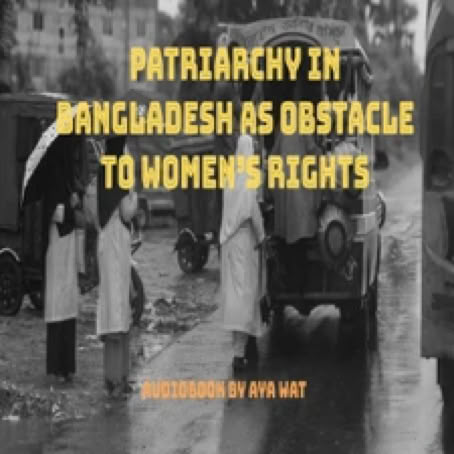 PATRIARCHY IN
BANGLADESH AS OBSTACLE
TO WOMEN'S RIGHTS
AUDIOBOOK BY AYA WAT